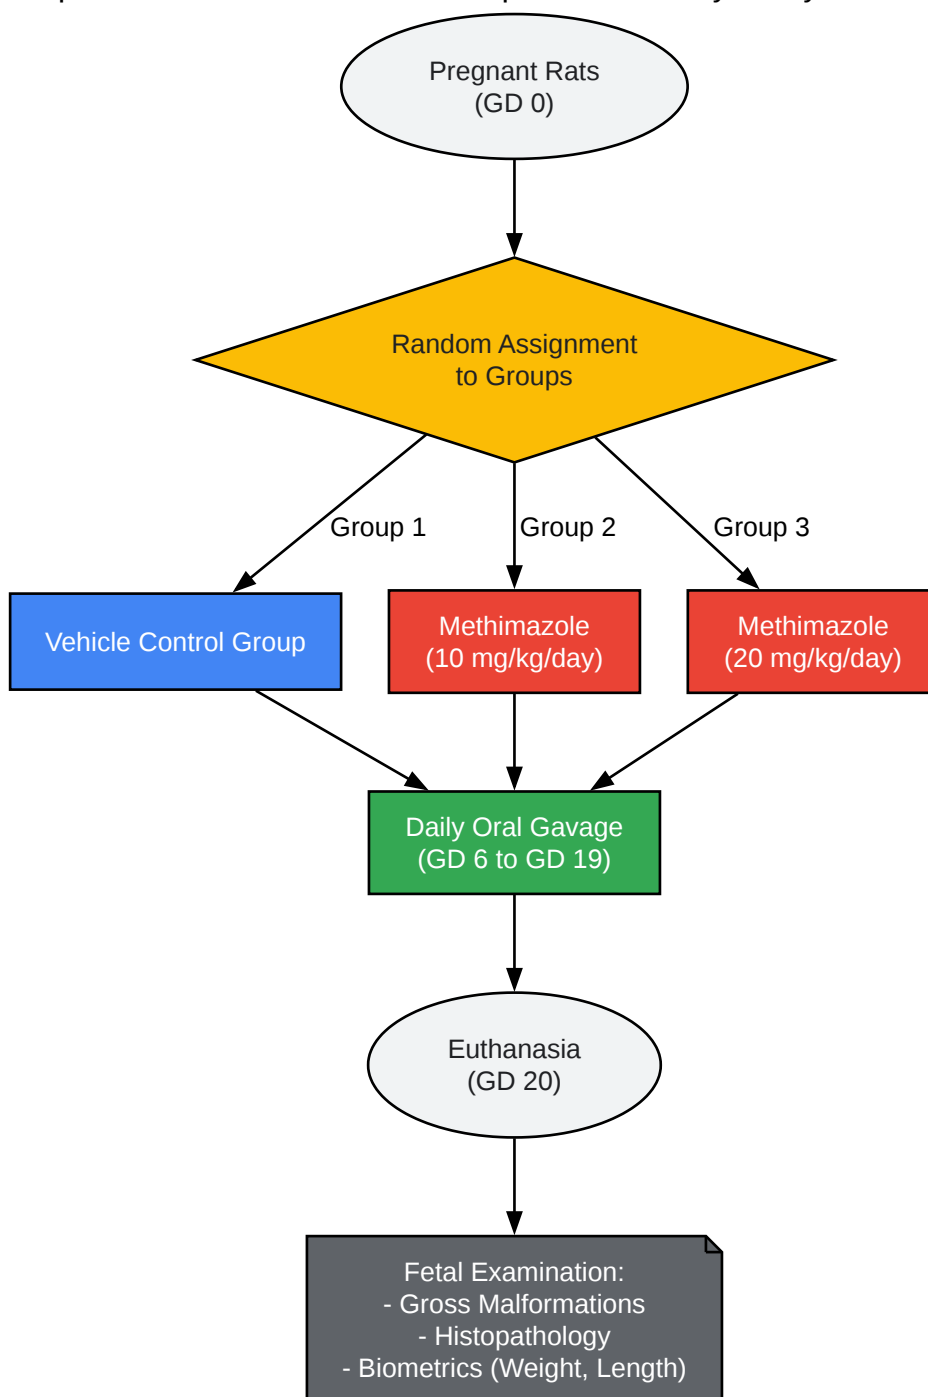 Pregnant Rats
(GD 0)
Random Assignment
to Groups
Group 1
Group 2
Group 3
Vehicle Control Group
Methimazole
(10 mg/kg/day)
Methimazole
(20 mg/kg/day)
Daily Oral Gavage
(GD 6 to GD 19)
Euthanasia
(GD 20)
Fetal Examination:
- Gross Malformations
- Histopathology
- Biometrics (Weight, Length)